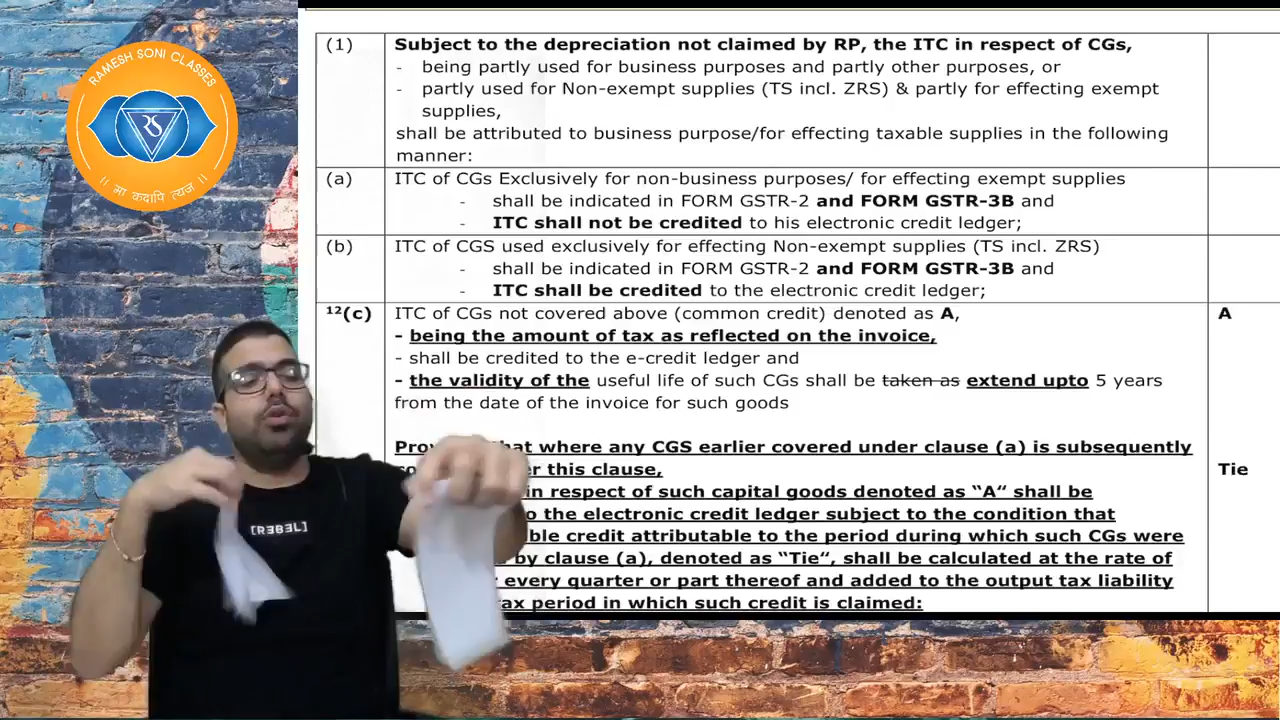 RAMESH SONI CLASSES
RS
।। मा कदापि त्यज ।।
(1) Subject to the depreciation not claimed by RP, the ITC in respect of CGs,
- being partly used for business purposes and partly other purposes, or
- partly used for Non-exempt supplies (TS incl. ZRS) & partly for effecting exempt
supplies,
shall be attributed to business purpose/for effecting taxable supplies in the following
manner:
(a) ITC of CGs Exclusively for non-business purposes/ for effecting exempt supplies
- shall be indicated in FORM GSTR-2 and FORM GSTR-3B and
- ITC shall not be credited to his electronic credit ledger;
(b) ITC of CGS used exclusively for effecting Non-exempt supplies (TS incl. ZRS)
- shall be indicated in FORM GSTR-2 and FORM GSTR-3B and
- ITC shall be credited to the electronic credit ledger;
12(c) ITC of CGs not covered above (common credit) denoted as A, A
- being the amount of tax as reflected on the invoice,
- shall be credited to the e-credit ledger and
- the validity of the useful life of such CGs shall be taken as extend upto 5 years
from the date of the invoice for such goods
that where any CGS earlier covered under clause (a) is subsequently
this clause, Tie
in respect of such capital goods denoted as “A” shall be
the electronic credit ledger subject to the condition that
credit attributable to the period during which such CGs were
by clause (a), denoted as “Tie”, shall be calculated at the rate of
every quarter or part thereof and added to the output tax liability
period in which such credit is claimed:
[REBEL]